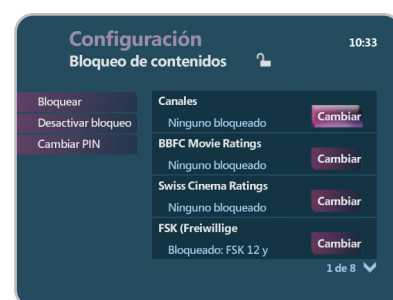 Configuración
10:33
Bloqueo de contenidos
Bloquear
Desactivar bloqueo
Cambiar PIN
Canales
Ninguno bloqueado
Cambiar
BBFC Movie Ratings
Ninguno bloqueado
Cambiar
Swiss Cinema Ratings
Ninguno bloqueado
Cambiar
FSK (Freiwillige
Bloqueado: FSK 12 y
Cambiar
1 de 8